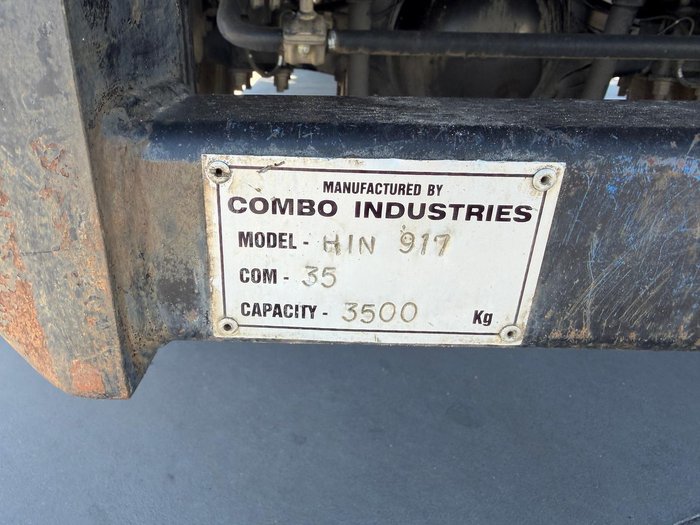 MANUFACTURED BY
COMBO INDUSTRIES
MODEL - HIN 917
COM - 35
CAPACITY - 3500 Kg